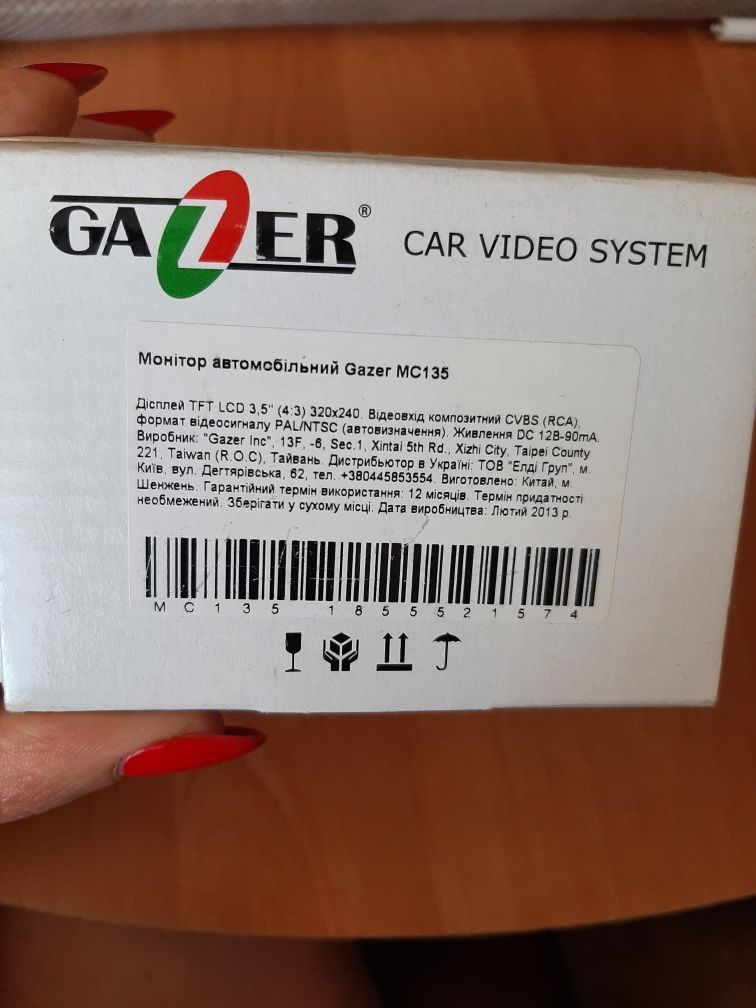 GAZER® CAR VIDEO SYSTEM
Монітор автомобільний Gazer MC135
Дісплей TFT LCD 3,5" (4:3) 320x240. Відеовхід композитний CVBS (RCA),
формат відеосигналу PAL/NTSC (автовизначення). Живлення DC 12В-90mA.
Виробник: "Gazer Inc", 13F, -6, Sec.1, Xintai 5th Rd., Xizhi City, Taipei County
221, Taiwan (R.O.C), Тайвань. Дистрибьютор в Україні: ТОВ "Елді Груп", м.
Київ, вул. Дегтярівська, 62, тел. +380445853554. Виготовлено: Китай, м.
Шенжень. Гарантійний термін використання: 12 місяців. Термін придатності
необмежений. Зберігати у сухому місці. Дата виробництва: Лютий 2013 р.
MC135 185552 1574